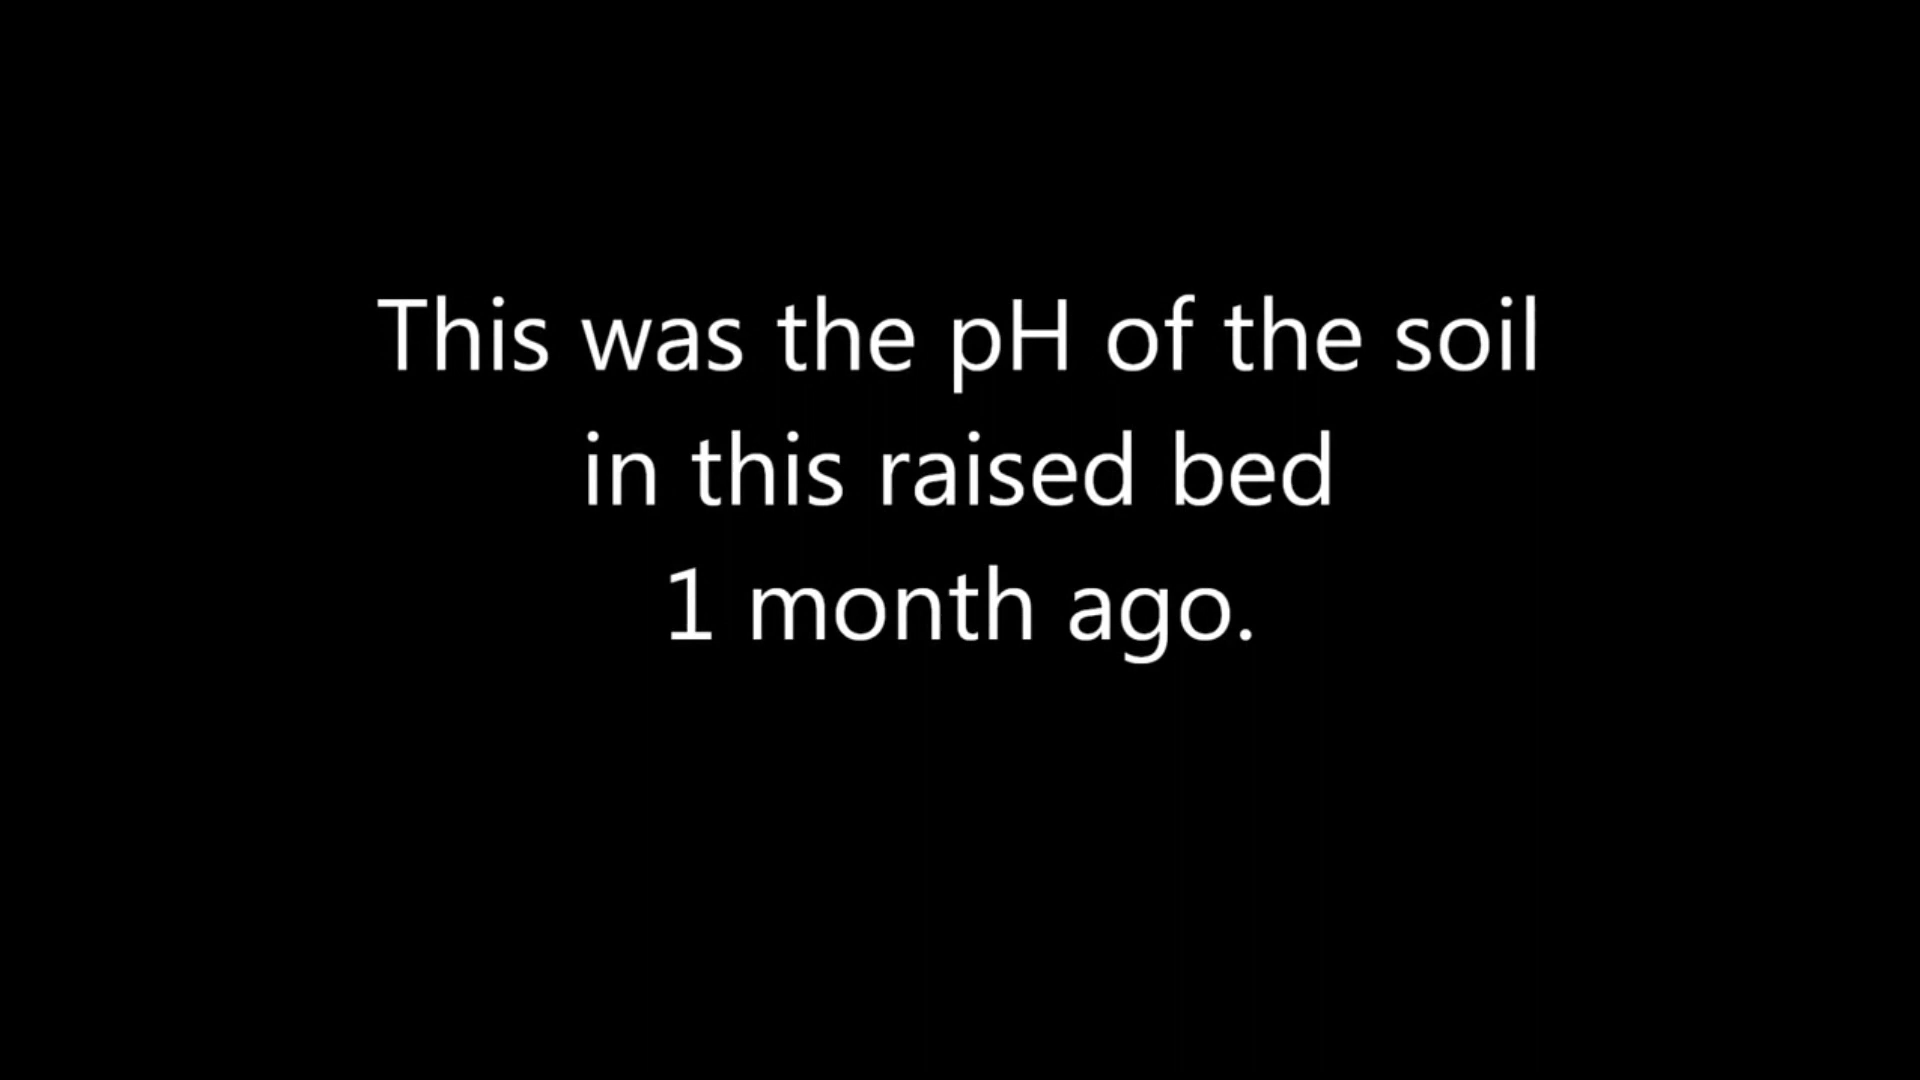 This was the pH of the soil
in this raised bed
1 month ago.